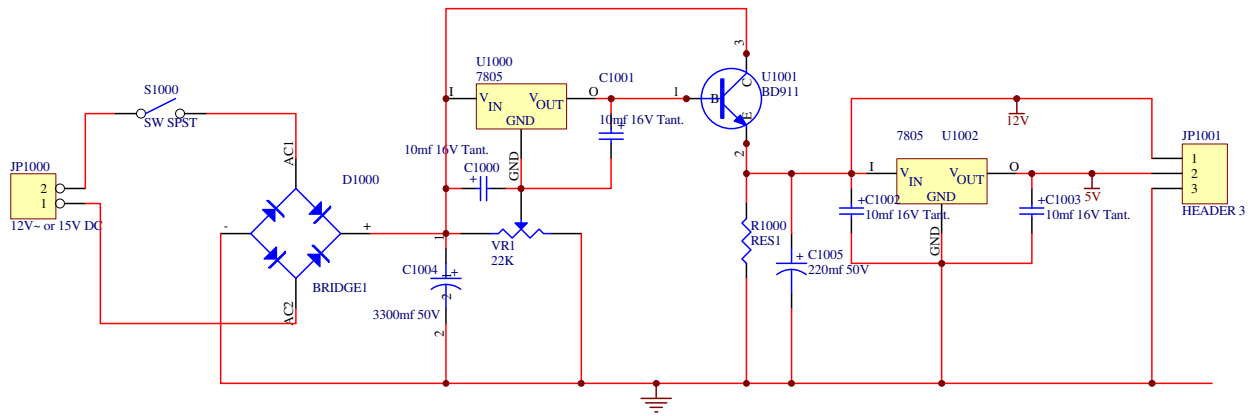 JP1000
2
1
12V~ or 15V DC
S1000
SW SPST
AC1
AC2
D1000
-
+
BRIDGE1
U1000
7805
I
VIN
VOUT
O
GND
GND
10mf 16V Tant.
C1000
+
C1001
10mf 16V Tant.
+
VR1
22K
1
C1004
1
+
2
3300mf 50V
2
3
1
B
C
E
2
U1001
BD911
R1000
RES1
+
C1005
220mf 50V
7805
U1002
I
VIN
VOUT
O
GND
GND
+
C1002
10mf 16V Tant.
+
C1003
10mf 16V Tant.
12V
5V
JP1001
1
2
3
HEADER 3